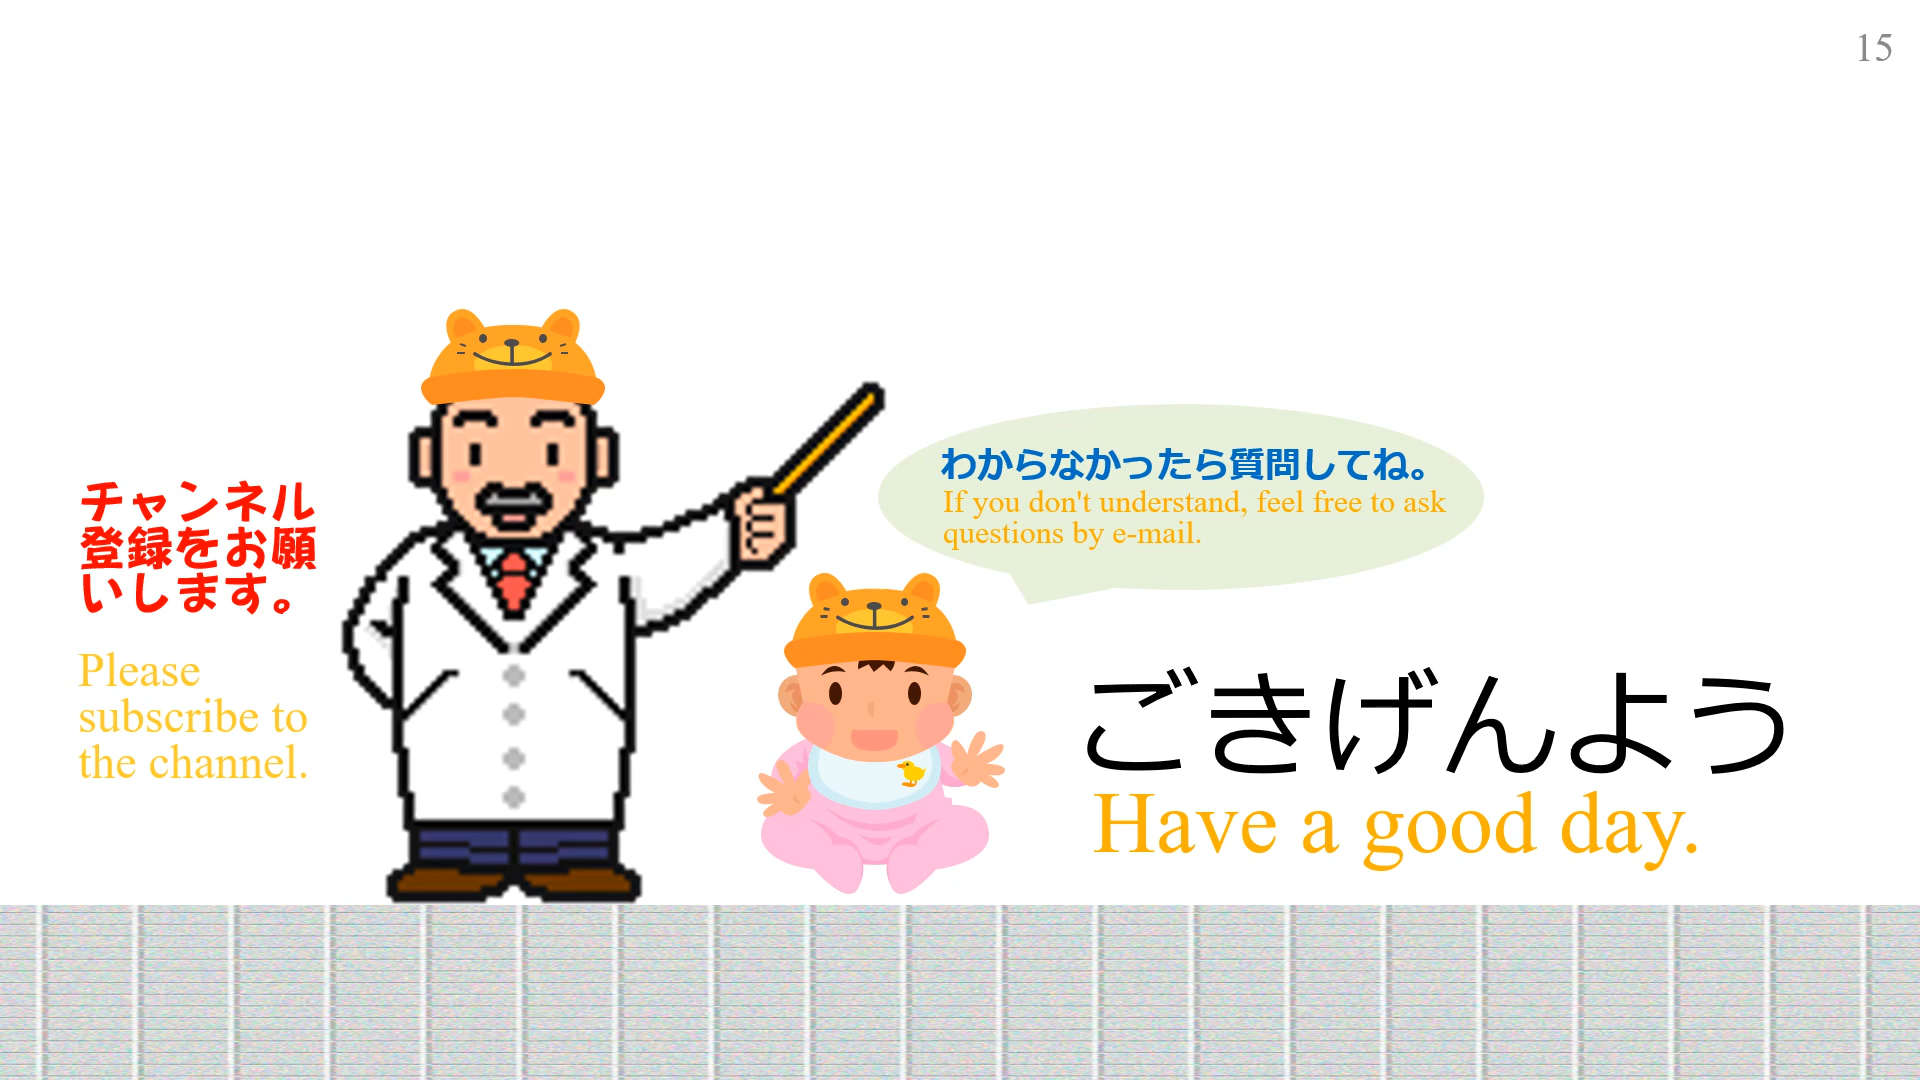 15
チャンネル
登録をお願
いします。
Please
subscribe to
the channel.
わからなかったら質問してね。
If you don't understand, feel free to ask
questions by e-mail.
ごきげんよう
Have a good day.